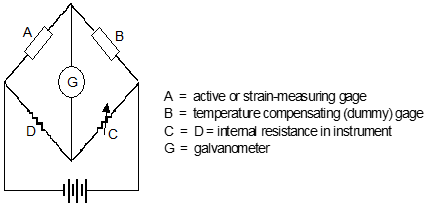 A
B
G
D
C
A = active or strain-measuring gage
B = temperature compensating (dummy) gage
C = D = internal resistance in instrument
G = galvanometer